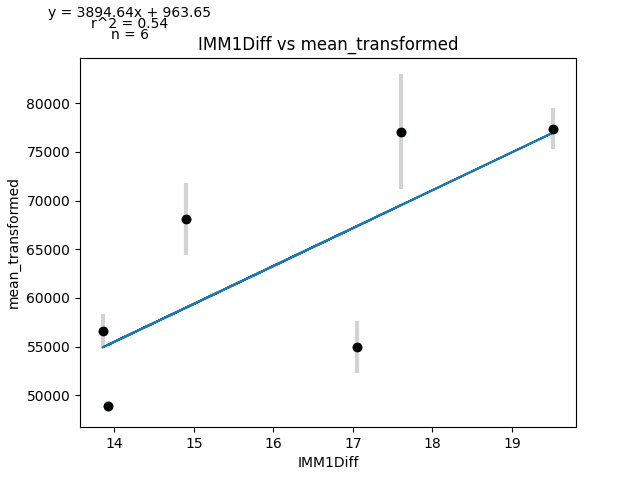 y = 3894.64x + 963.65
r^2 = 0.54
n = 6
IMM1Diff vs mean_transformed
80000
75000
70000
65000
60000
55000
50000
mean_transformed
14 15 16 17 18 19
IMM1Diff